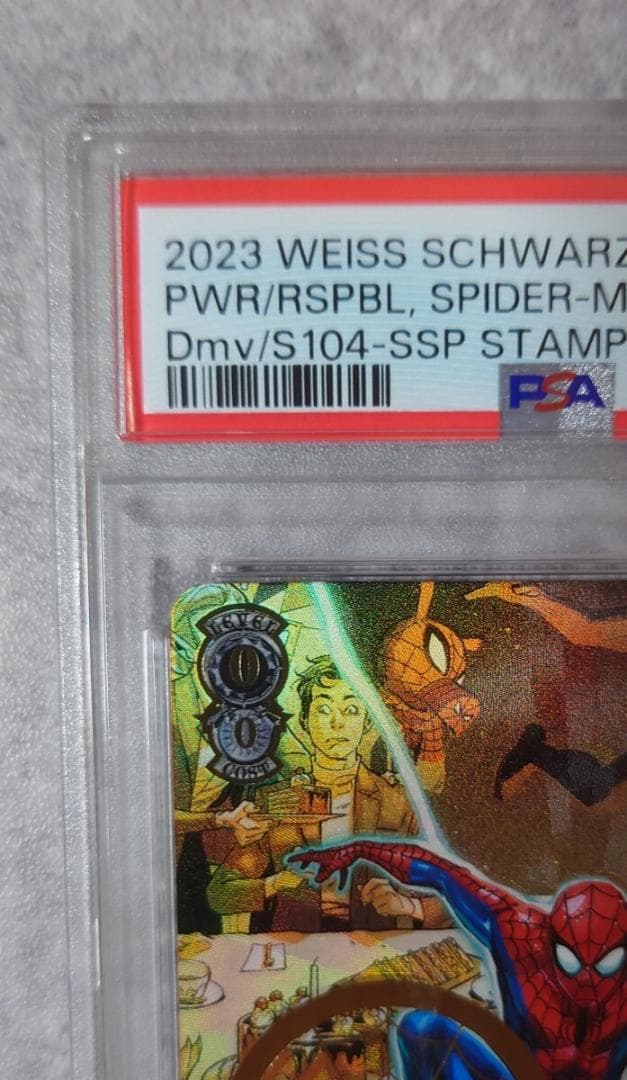 2023 WEISS SCHWARZ
PWR/RSPBL, SPIDER-M
Dmv/S104-SSP STAMP
PSA
LEVEL
0
0
COST